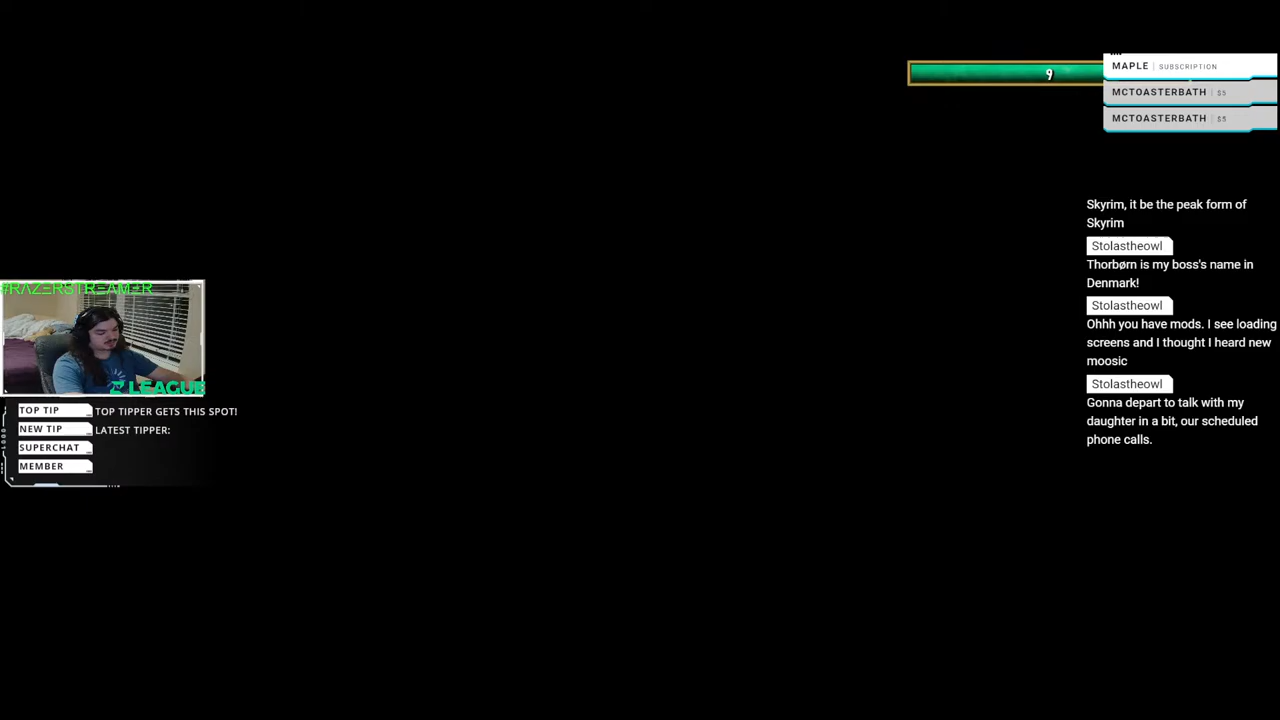 9
MAPLE | SUBSCRIPTION
MCTOASTERBATH | $5
MCTOASTERBATH | $5
Skyrim, it be the peak form of
Skyrim
Stolastheowl
Thorbørn is my boss's name in
Denmark!
Stolastheowl
Ohhh you have mods. I see loading
screens and I thought I heard new
moosic
Stolastheowl
Gonna depart to talk with my
daughter in a bit, our scheduled
phone calls.
#RAZERSTREAMER
LEAGUE
TOP TIP TOP TIPPER GETS THIS SPOT!
NEW TIP LATEST TIPPER:
SUPERCHAT
MEMBER